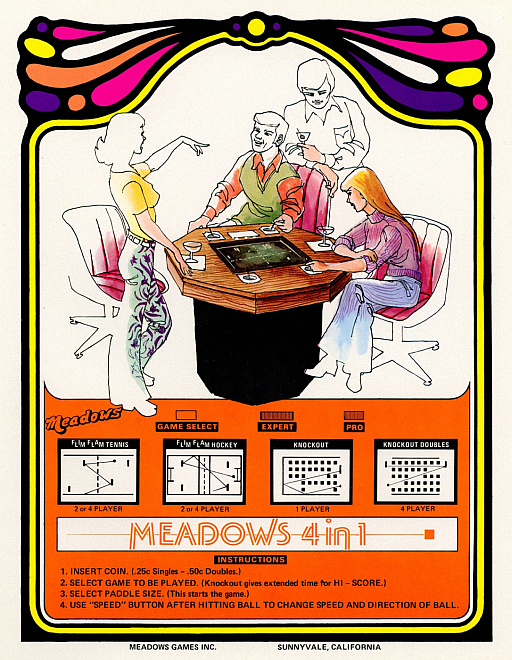 Meadows
GAME SELECT EXPERT PRO
FLIM FLAM TENNIS FLIM FLAM HOCKEY KNOCKOUT KNOCKOUT DOUBLES
2 or 4 PLAYER 2 or 4 PLAYER 1 PLAYER 4 PLAYER
MEADOWS 4 in 1
INSTRUCTIONS
1. INSERT COIN. (.25c Singles - .50c Doubles.)
2. SELECT GAME TO BE PLAYED. (Knockout gives extended time for HI - SCORE.)
3. SELECT PADDLE SIZE. (This starts the game.)
4. USE "SPEED" BUTTON AFTER HITTING BALL TO CHANGE SPEED AND DIRECTION OF BALL.
MEADOWS GAMES INC. SUNNYVALE, CALIFORNIA